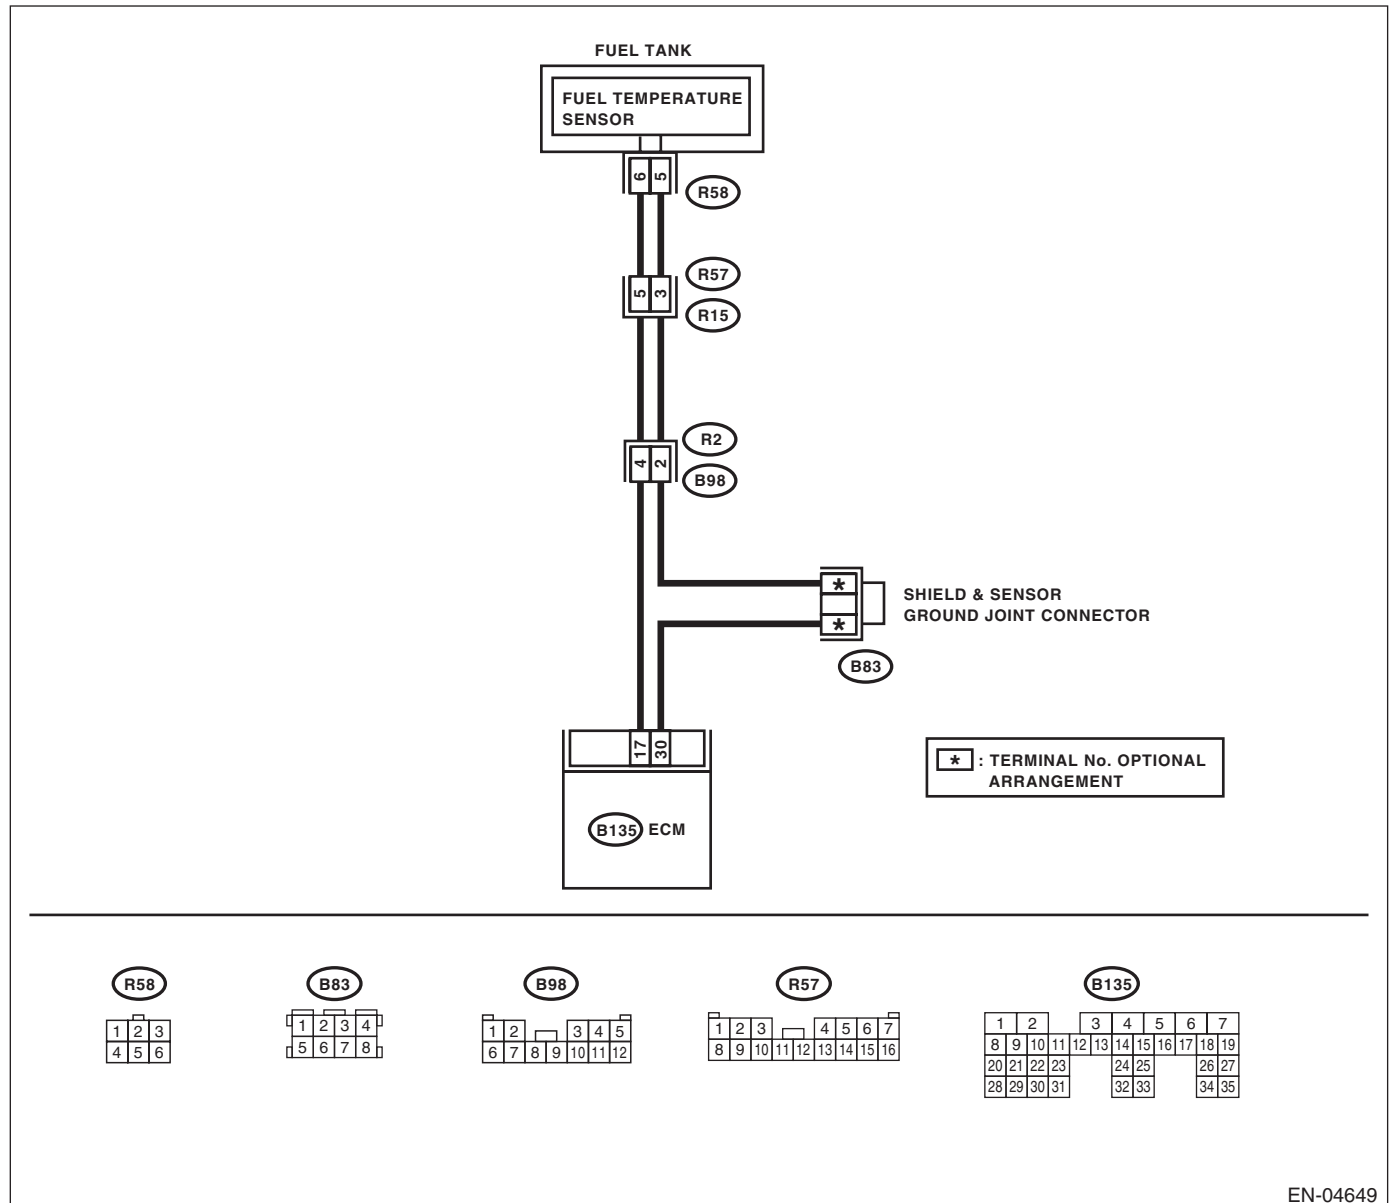 FUEL TANK
FUEL TEMPERATURE
SENSOR
6 5
R58
5 3
R57
R15
4 2
R2
B98
*
*
SHIELD & SENSOR
GROUND JOINT CONNECTOR
B83
17 30
B135 ECM
* : TERMINAL No. OPTIONAL
ARRANGEMENT
R58
1 2 3
4 5 6
B83
1 2 3 4
5 6 7 8
B98
1 2 3 4 5
6 7 8 9 10 11 12
R57
1 2 3 4 5 6 7
8 9 10 11 12 13 14 15 16
B135
1 2 3 4 5 6 7
8 9 10 11 12 13 14 15 16 17 18 19
20 21 22 23 24 25 26 27
28 29 30 31 32 33 34 35
EN-04649